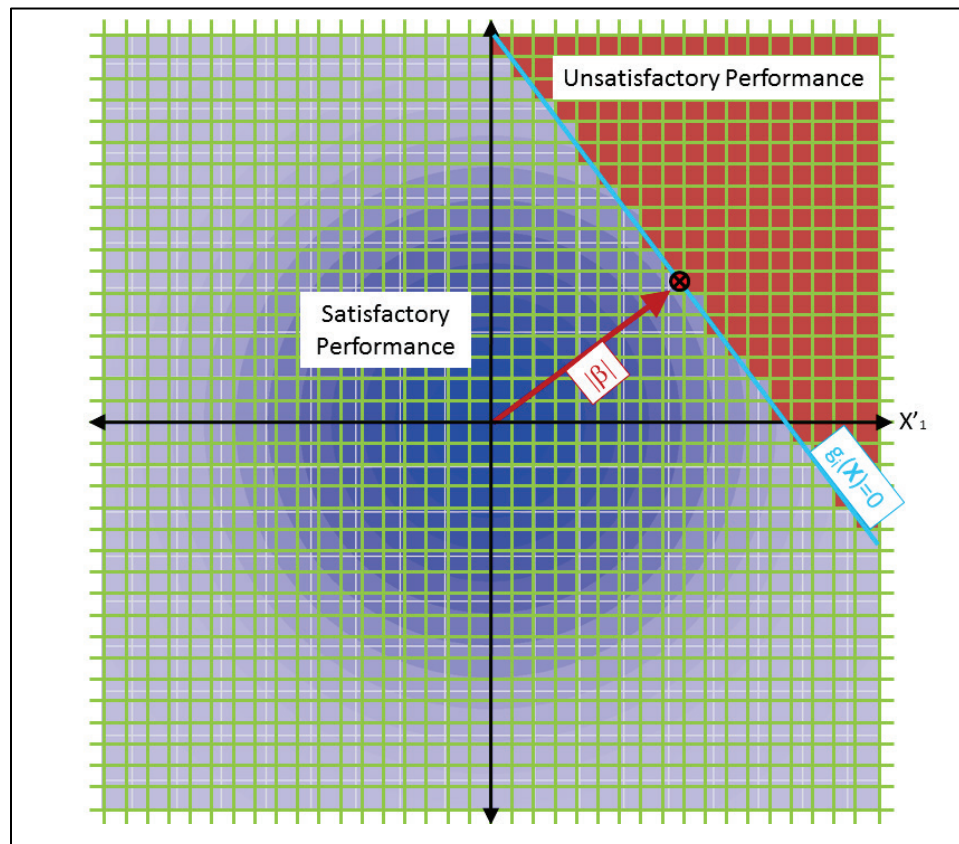 Unsatisfactory Performance
Satisfactory
Performance
|β|
X'₁
gᵢ(X)=0